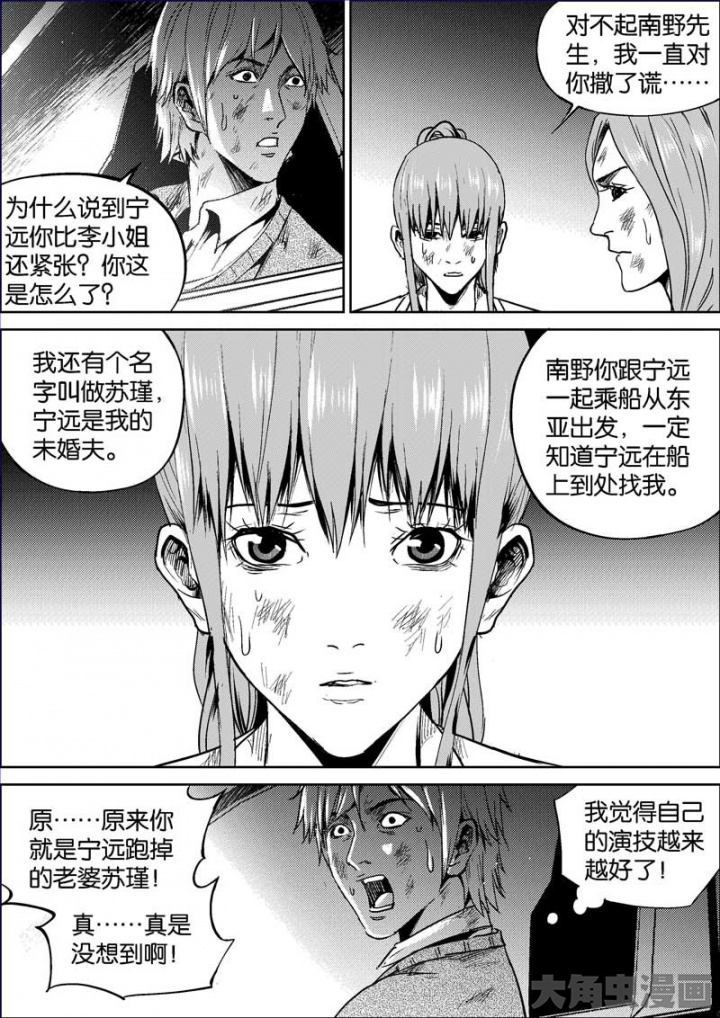 为什么说到宁
远你比李小姐
还紧张？你这
是怎么了？
对不起南野先
生，我一直对
你撒了谎……
我还有个名
字叫做苏瑾，
宁远是我的
未婚夫。
南野你跟宁远
一起乘船从东
亚出发，一定
知道宁远在船
上到处找我。
原……原来你
就是宁远跑掉
的老婆苏瑾！
真……真是
没想到啊！
我觉得自己
的演技越来
越好了！
大角虫漫画